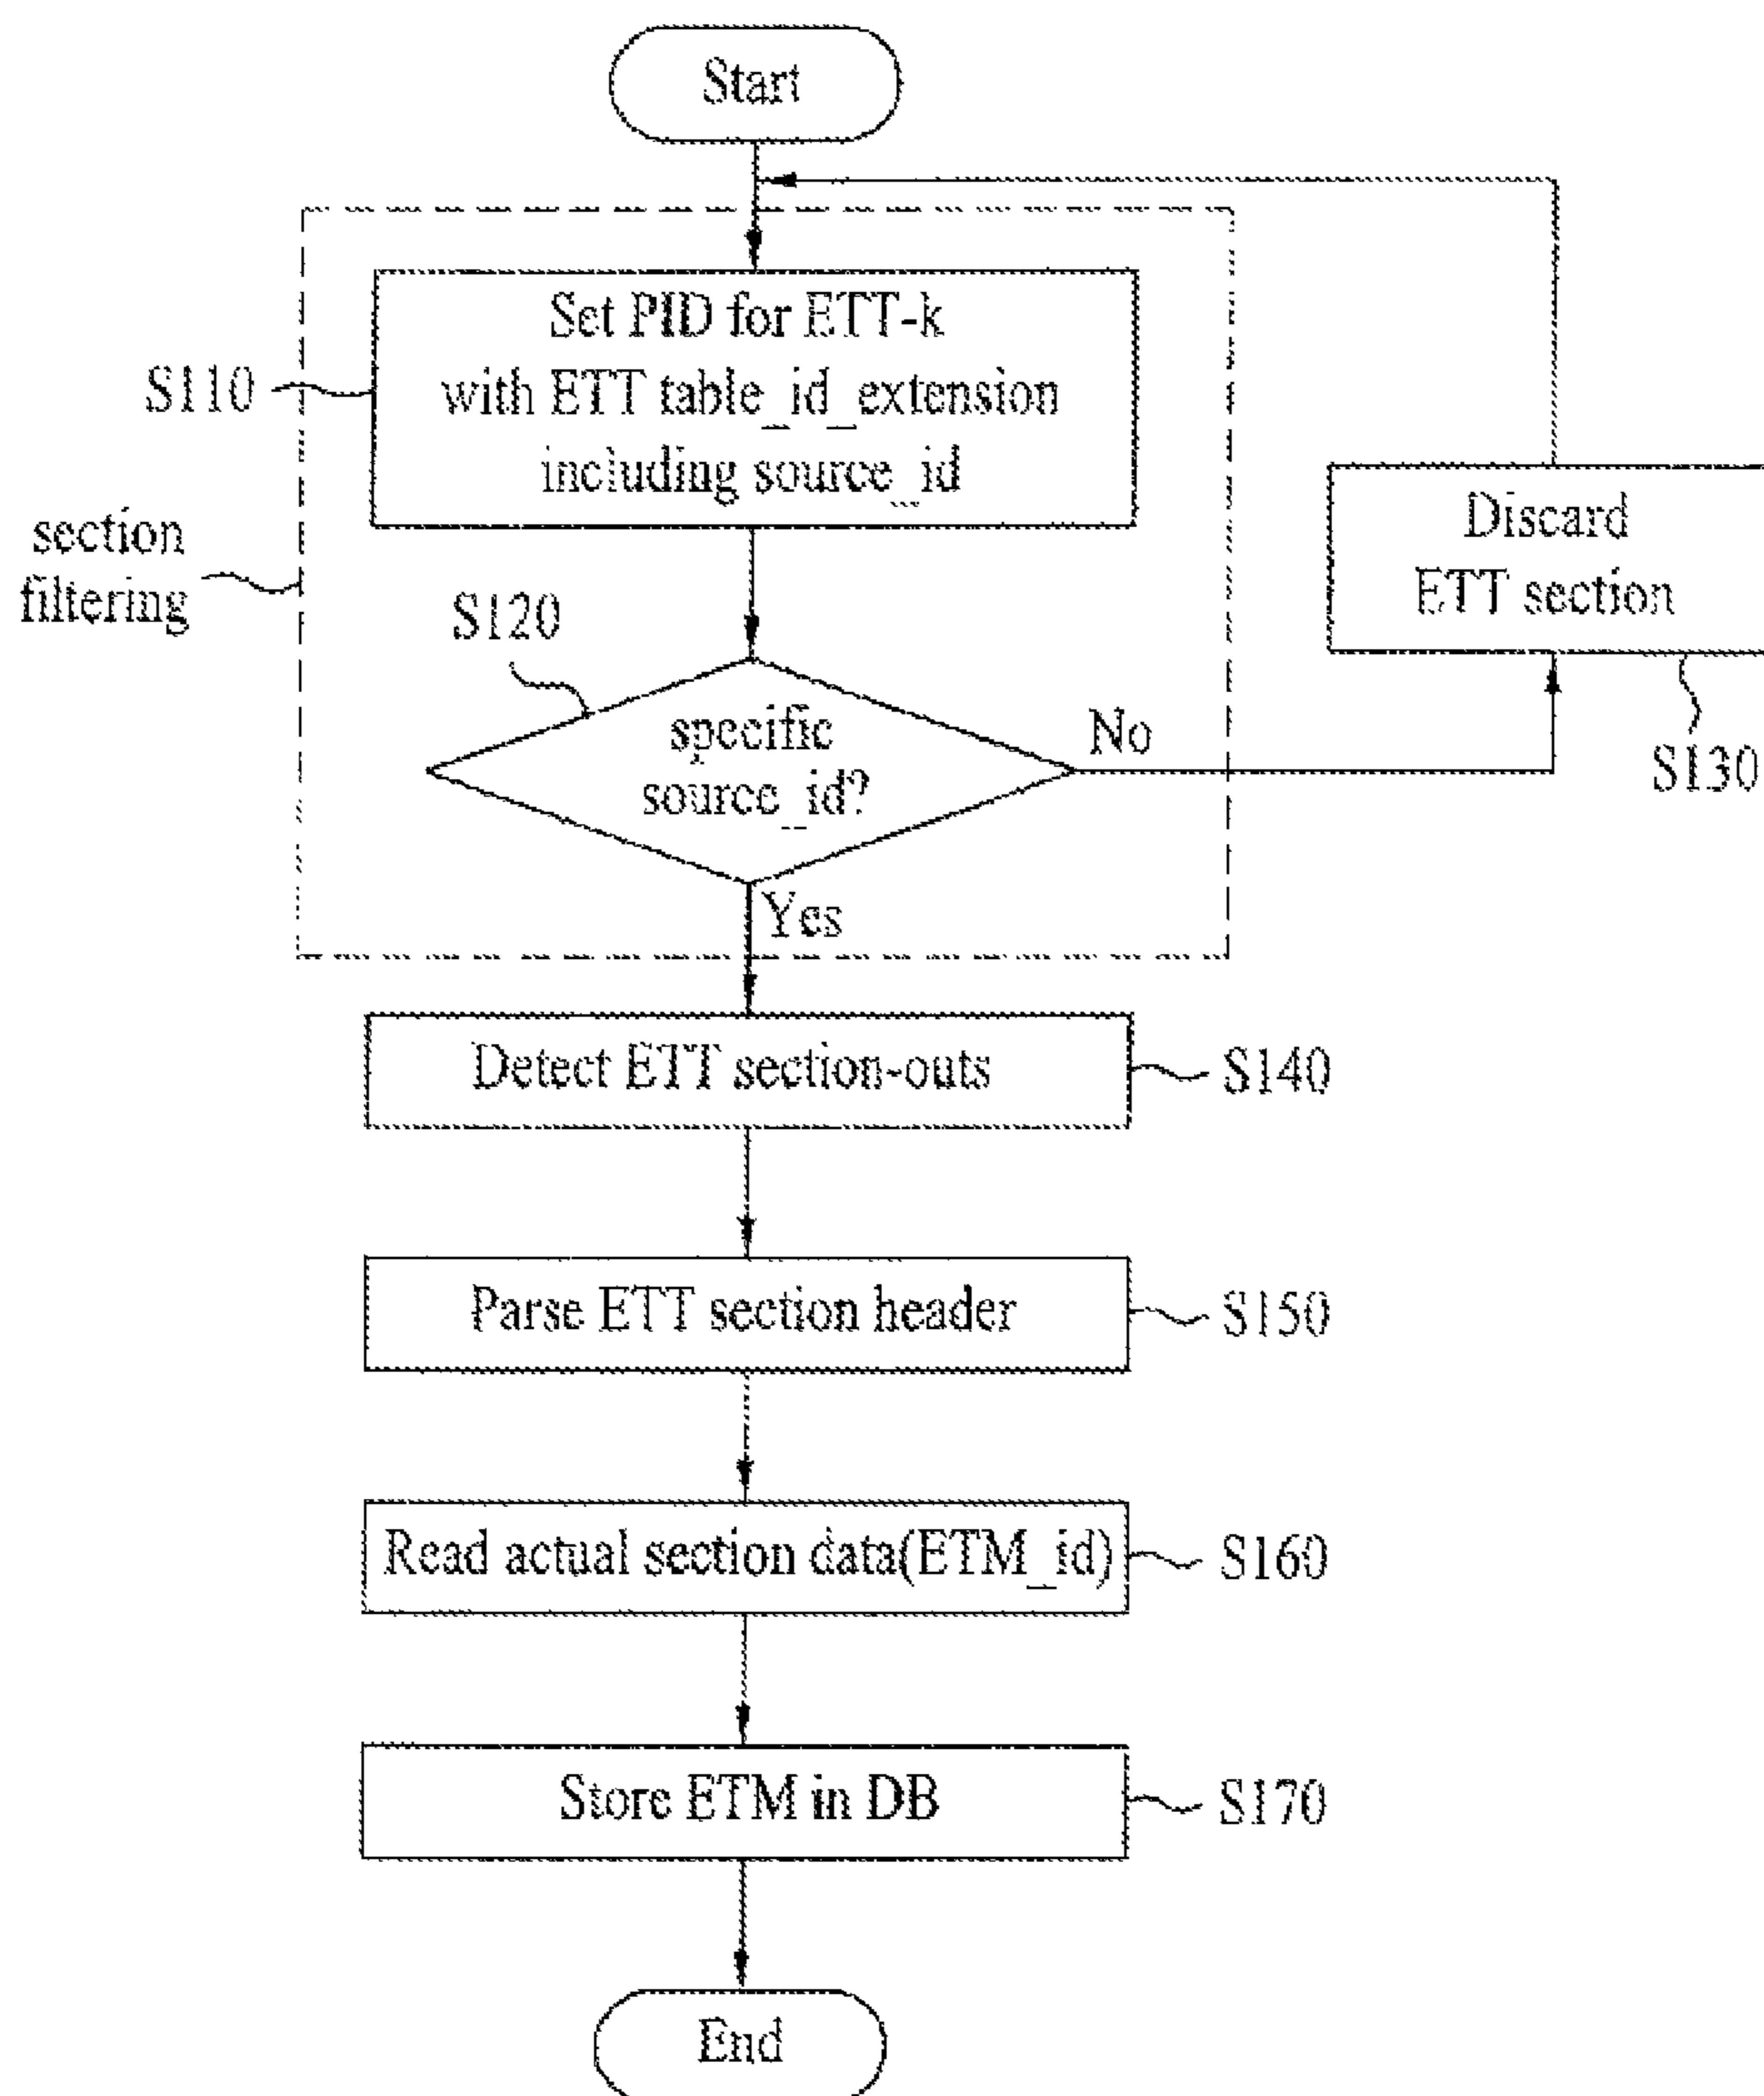 Start
Set PID for ETT-k
with ETT table_id_extension
including source_id
S110
section
filtering
Discard
ETT section
S120
specific
source_id?
No
S130
Yes
Detect ETT section-outs
S140
Parse ETT section header
S150
Read actual section data(ETM_id)
S160
Store ETM in DB
S170
End